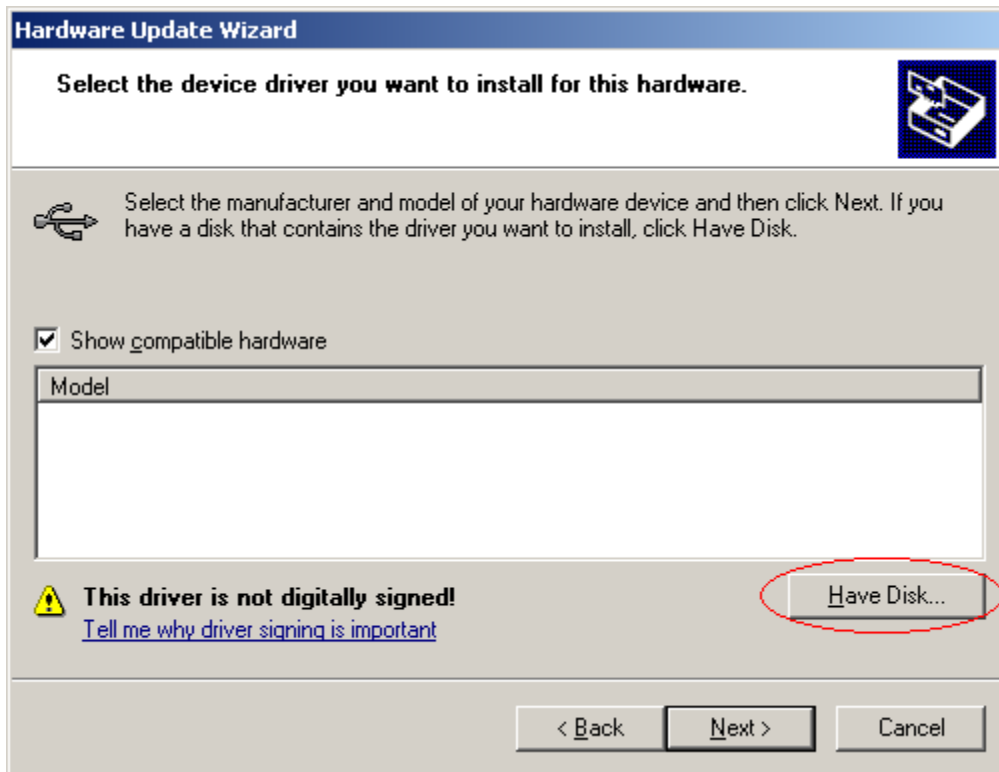 Hardware Update Wizard
Select the device driver you want to install for this hardware.
Select the manufacturer and model of your hardware device and then click Next. If you
have a disk that contains the driver you want to install, click Have Disk.
Show compatible hardware
Model
This driver is not digitally signed!
Have Disk...
Tell me why driver signing is important
< Back
Next >
Cancel